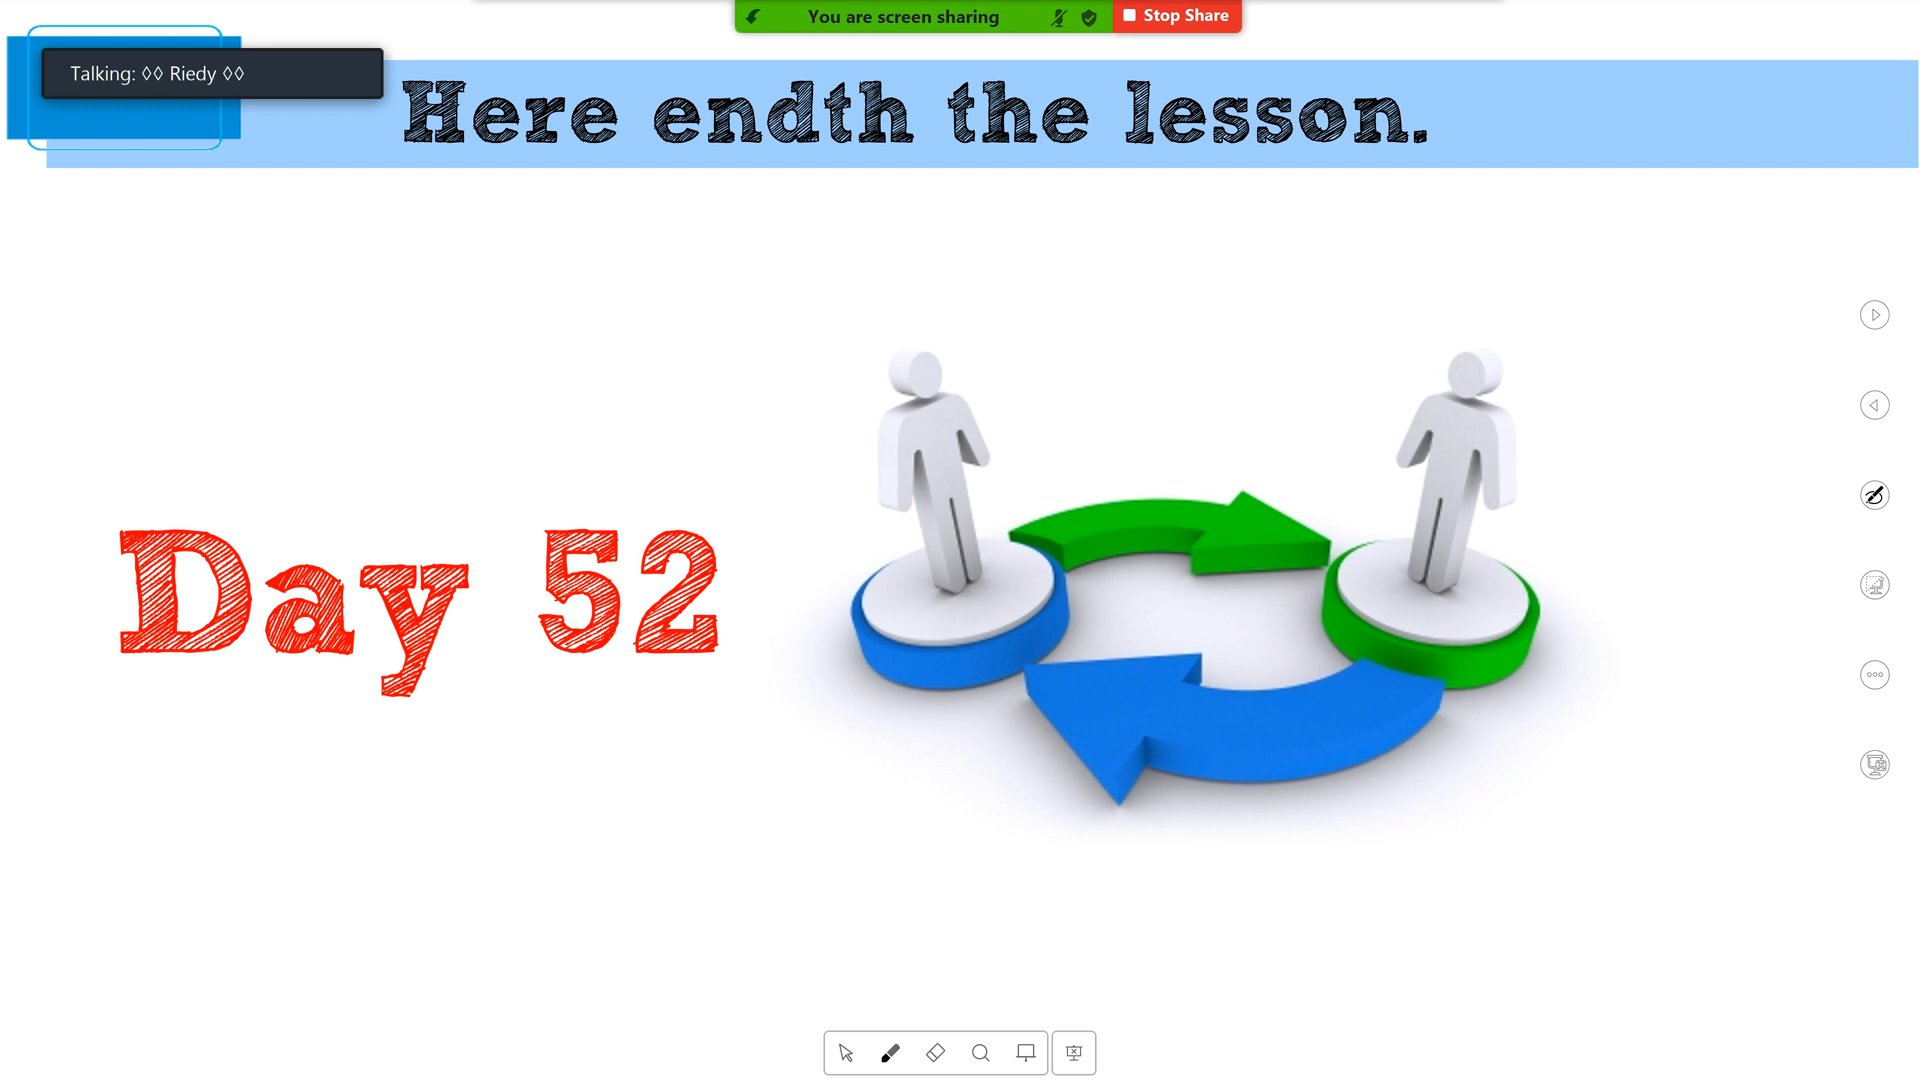 You are screen sharing
Stop Share
Talking: ◊◊ Riedy ◊◊
Here endth the lesson.
Day 52